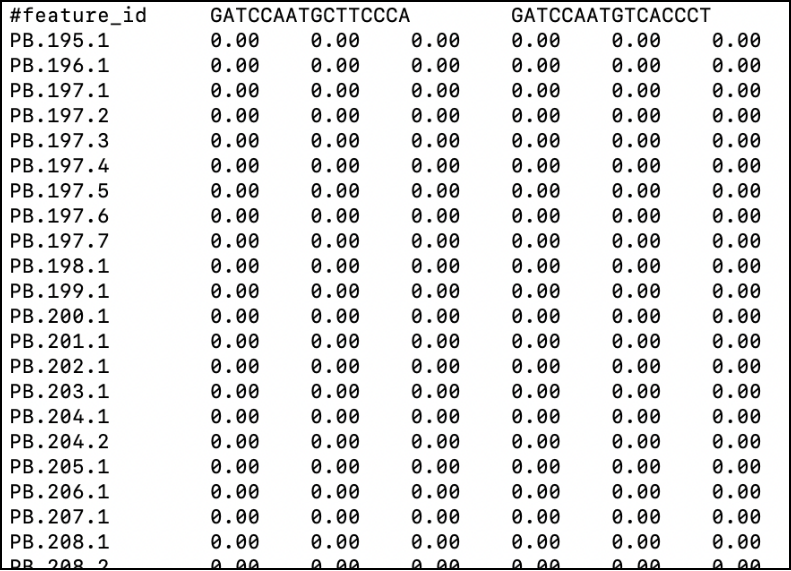 #feature_id GATCCAATGCTTCCCA GATCCAATGTCACCCT
PB.195.1 0.00 0.00 0.00 0.00 0.00 0.00
PB.196.1 0.00 0.00 0.00 0.00 0.00 0.00
PB.197.1 0.00 0.00 0.00 0.00 0.00 0.00
PB.197.2 0.00 0.00 0.00 0.00 0.00 0.00
PB.197.3 0.00 0.00 0.00 0.00 0.00 0.00
PB.197.4 0.00 0.00 0.00 0.00 0.00 0.00
PB.197.5 0.00 0.00 0.00 0.00 0.00 0.00
PB.197.6 0.00 0.00 0.00 0.00 0.00 0.00
PB.197.7 0.00 0.00 0.00 0.00 0.00 0.00
PB.198.1 0.00 0.00 0.00 0.00 0.00 0.00
PB.199.1 0.00 0.00 0.00 0.00 0.00 0.00
PB.200.1 0.00 0.00 0.00 0.00 0.00 0.00
PB.201.1 0.00 0.00 0.00 0.00 0.00 0.00
PB.202.1 0.00 0.00 0.00 0.00 0.00 0.00
PB.203.1 0.00 0.00 0.00 0.00 0.00 0.00
PB.204.1 0.00 0.00 0.00 0.00 0.00 0.00
PB.204.2 0.00 0.00 0.00 0.00 0.00 0.00
PB.205.1 0.00 0.00 0.00 0.00 0.00 0.00
PB.206.1 0.00 0.00 0.00 0.00 0.00 0.00
PB.207.1 0.00 0.00 0.00 0.00 0.00 0.00
PB.208.1 0.00 0.00 0.00 0.00 0.00 0.00